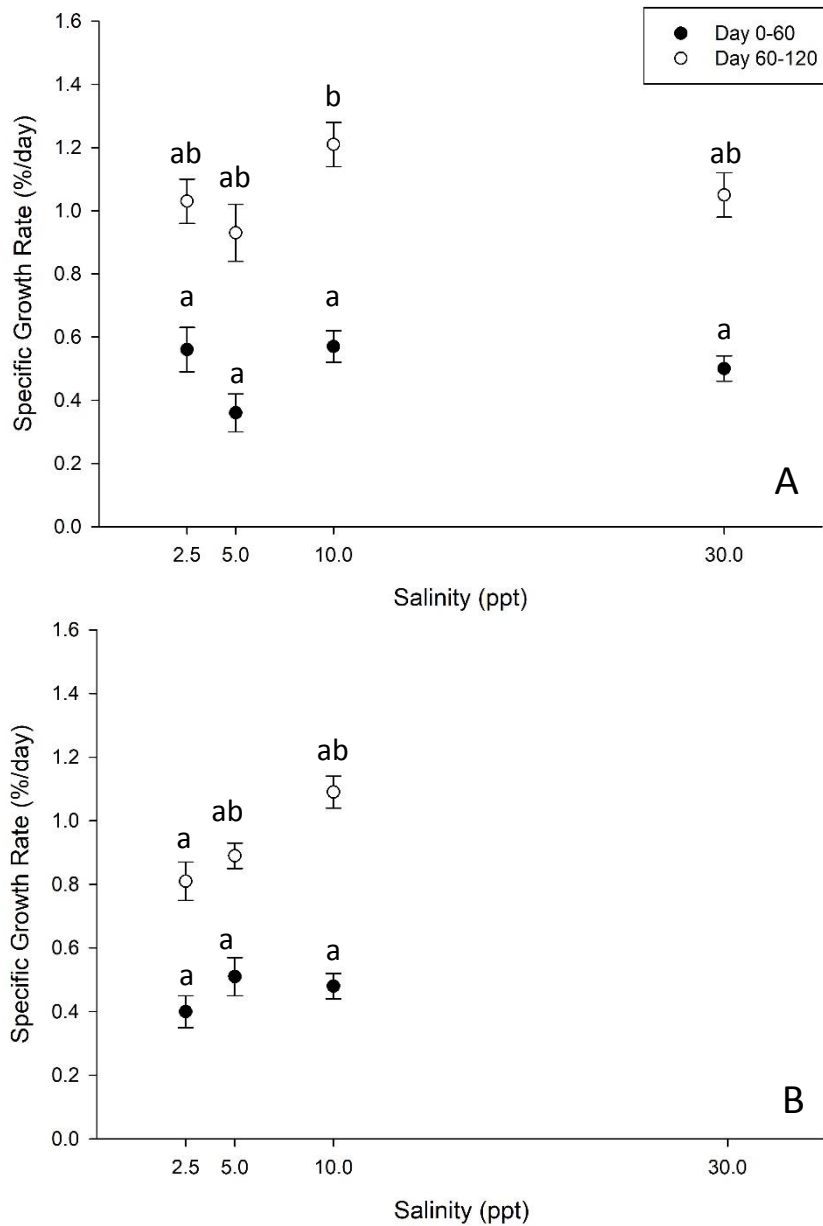 1.6
1.4
1.2
1.0
0.8
0.6
0.4
0.2
0.0
Specific Growth Rate (%/day)
Day 0-60
Day 60-120
ab
ab
b
ab
a
a
a
a
A
2.5
5.0
10.0
30.0
Salinity (ppt)
1.6
1.4
1.2
1.0
0.8
0.6
0.4
0.2
0.0
Specific Growth Rate (%/day)
ab
ab
a
a
a
a
B
2.5
5.0
10.0
30.0
Salinity (ppt)